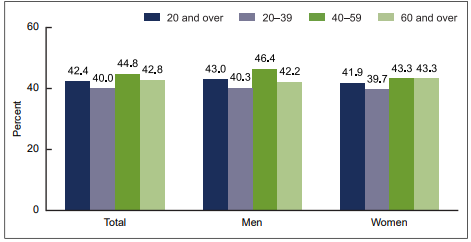 60
20 and over 20–39 40–59 60 and over
42.4 40.0 44.8 42.8 43.0 40.3 46.4 42.2 41.9 39.7 43.3 43.3
40
Percent
20
0
Total Men Women